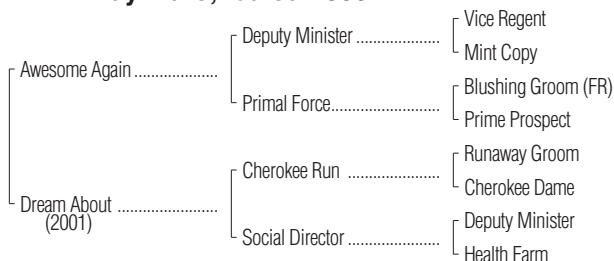 Vice Regent
Deputy Minister ....................
Mint Copy
Awesome Again ....................
Blushing Groom (FR)
Primal Force....................
Prime Prospect
Runaway Groom
Cherokee Run ....................
Cherokee Dame
Dream About ....................
(2001)
Deputy Minister
Social Director ....................
Health Farm